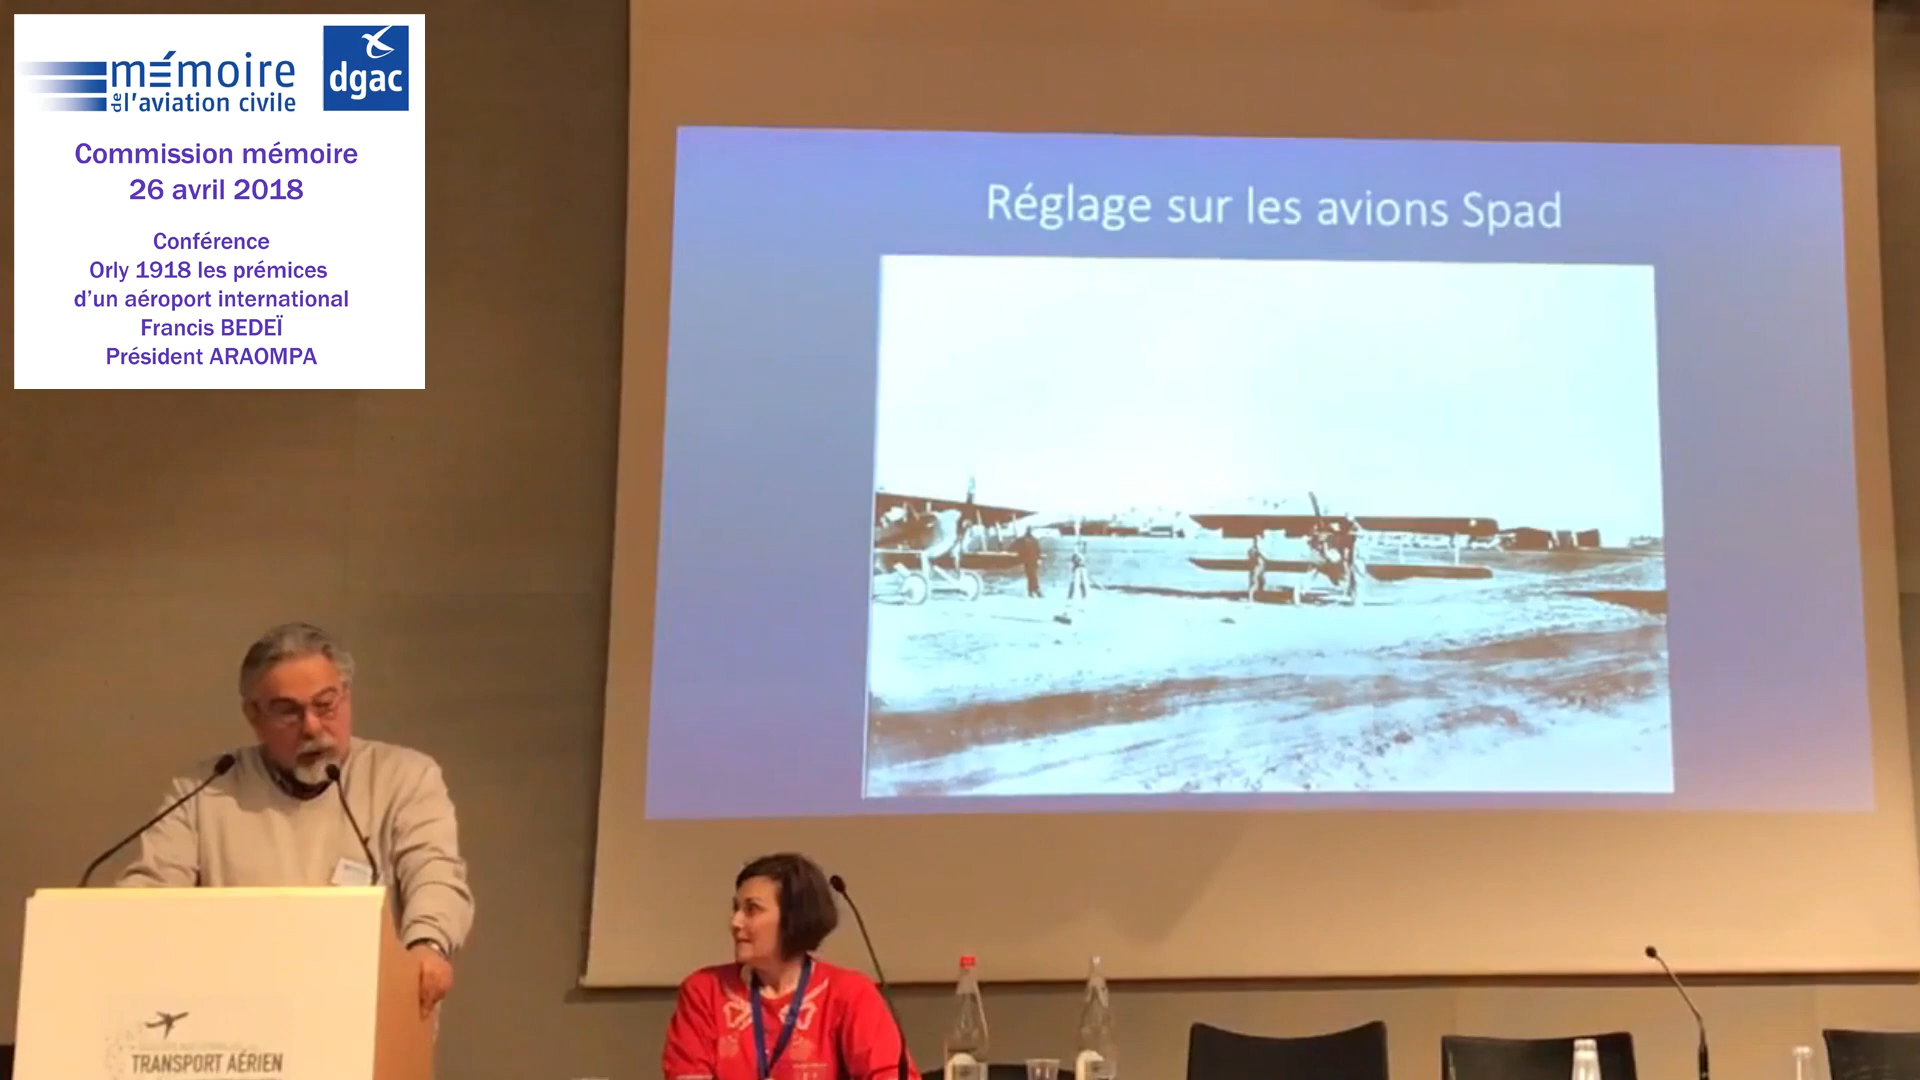 mémoire
de l'aviation civile
dgac
Commission mémoire
26 avril 2018
Conférence
Orly 1918 les prémices
d'un aéroport international
Francis BEDEÏ
Président ARAOMPA
Réglage sur les avions Spad
TRANSPORT AÉRIEN